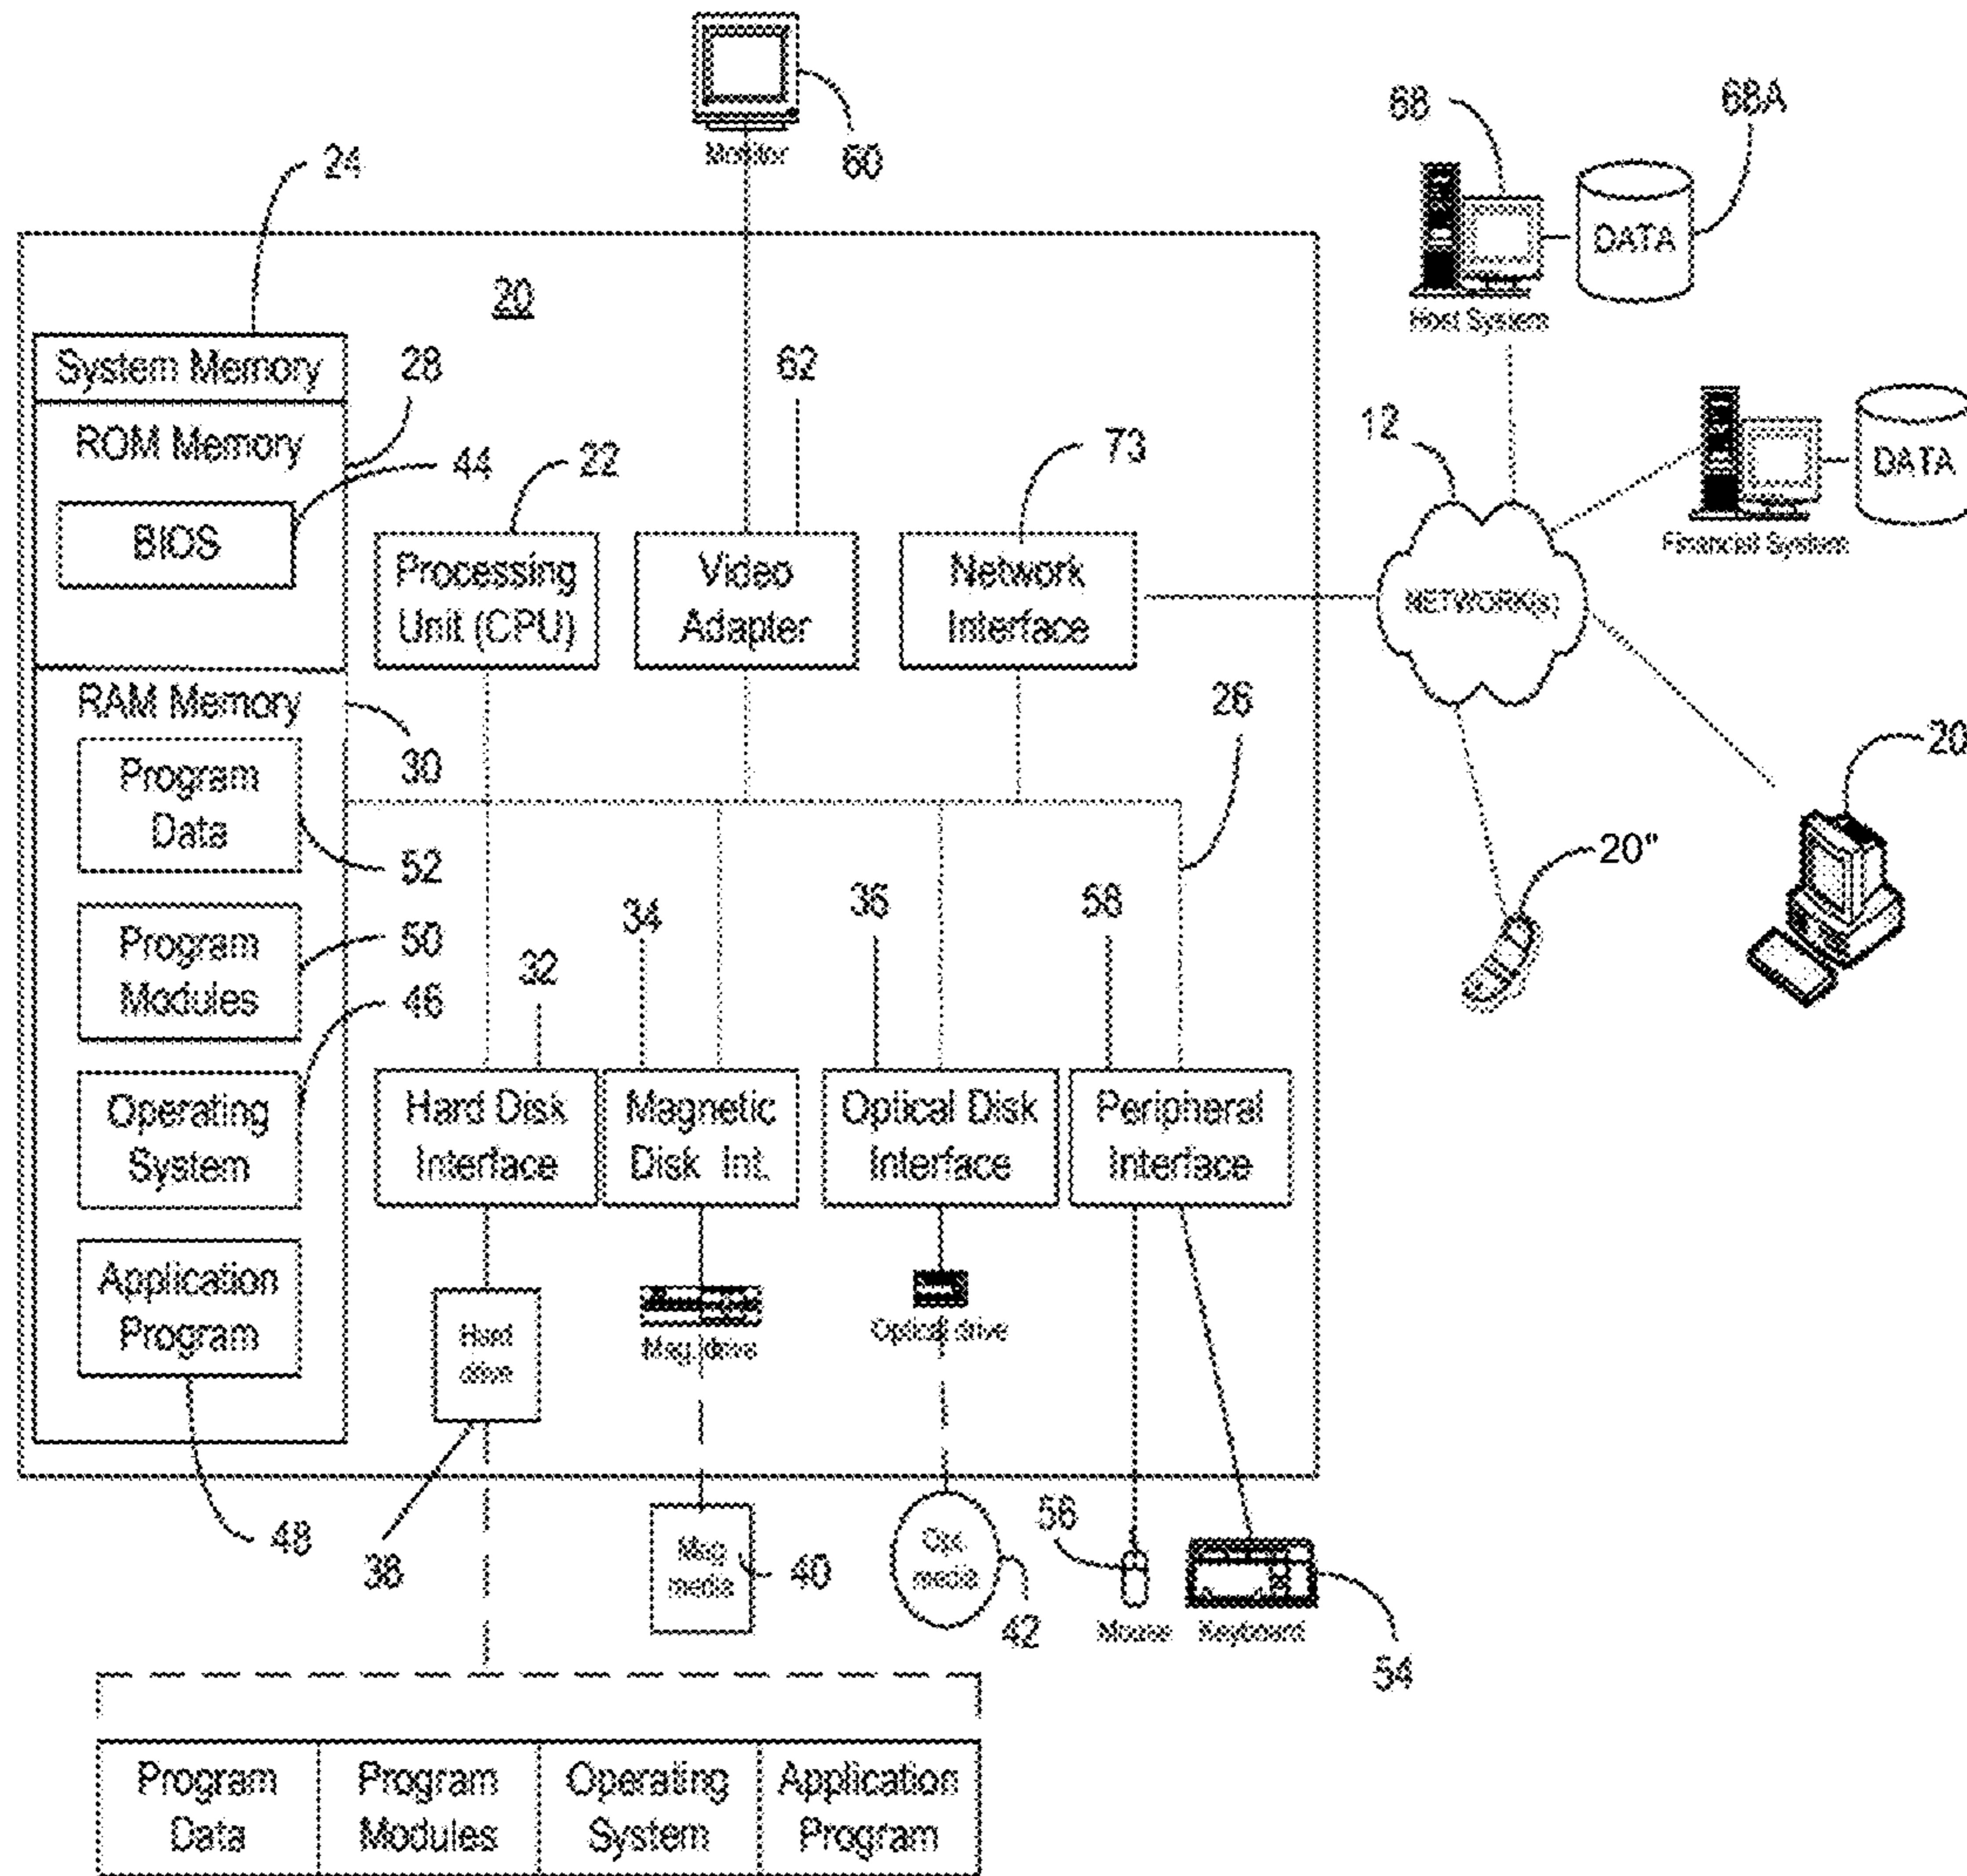 Monitor
60
24
68
68A
DATA
Host System
20
System Memory
28
62
ROM Memory
12
73
44
22
DATA
Financial System
BIOS
Processing
Unit (CPU)
Video
Adapter
Network
Interface
NETWORK(s)
RAM Memory
30
26
20
Program
Data
52
20"
34
36
58
Program
Modules
50
32
46
Operating
System
Hard Disk
Interface
Magnetic
Disk Int.
Optical Disk
Interface
Peripheral
Interface
Application
Program
Hard
drive
Mag. drive
Optical drive
48
38
Mag
media
40
Opt.
media
42
56
Mouse
Keyboard
54
Program
Data
Program
Modules
Operating
System
Application
Program